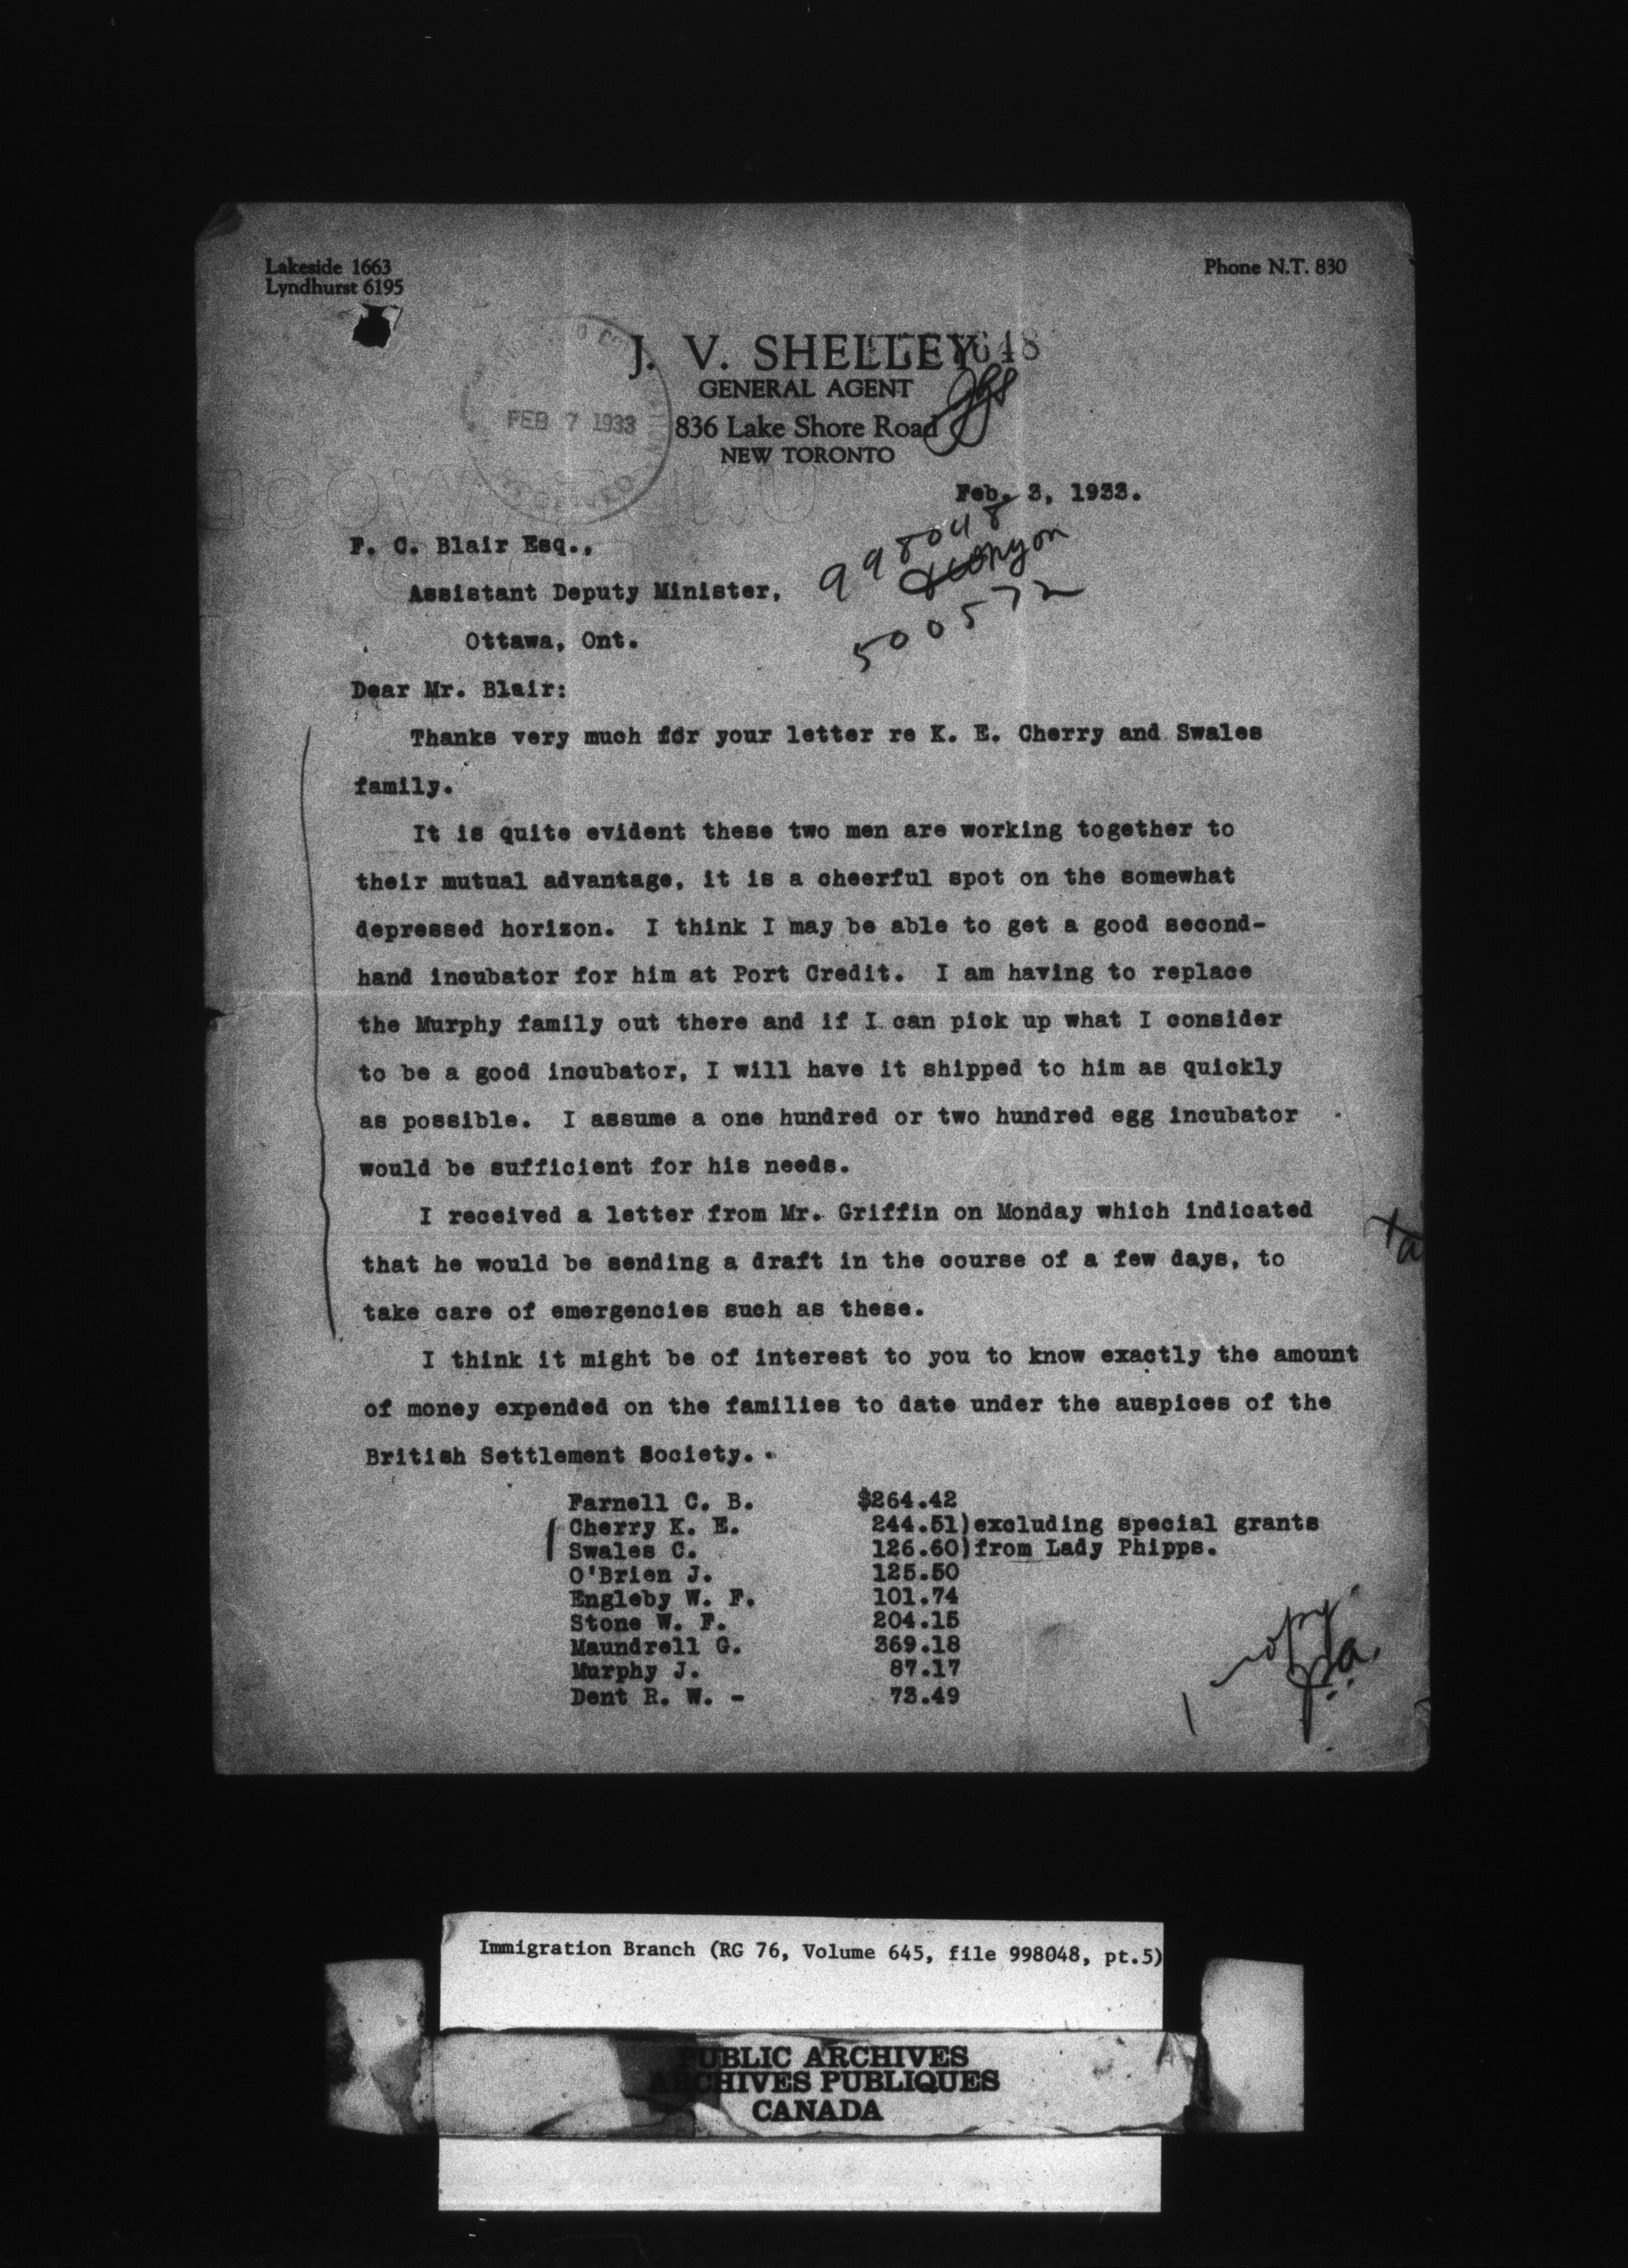 Lakeside 1663
Lyndhurst 6195
Phone N.T. 830
J. V. SHELLEY
GENERAL AGENT
836 Lake Shore Road
NEW TORONTO
FEB 7 1933
RECEIVED
Feb. 3, 1933.
998048
500572
F. C. Blair Esq.,
Assistant Deputy Minister,
Ottawa, Ont.
Dear Mr. Blair:
Thanks very much for your letter re K. E. Cherry and Swales
family.
It is quite evident these two men are working together to
their mutual advantage, it is a cheerful spot on the somewhat
depressed horizon. I think I may be able to get a good second-
hand incubator for him at Port Credit. I am having to replace
the Murphy family out there and if I can pick up what I consider
to be a good incubator, I will have it shipped to him as quickly
as possible. I assume a one hundred or two hundred egg incubator
would be sufficient for his needs.
I received a letter from Mr. Griffin on Monday which indicated
that he would be sending a draft in the course of a few days, to
take care of emergencies such as these.
I think it might be of interest to you to know exactly the amount
of money expended on the families to date under the auspices of the
British Settlement Society.
Farnell C. B. $264.42
Cherry K. E. 244.51)excluding special grants
Swales C. 126.60)from Lady Phipps.
O'Brien J. 125.50
Engleby W. F. 101.74
Stone W. F. 204.15
Maundrell G. 369.18
Murphy J. 87.17
Dent R. W. - 73.49
copy
p.a.
Immigration Branch (RG 76, Volume 645, file 998048, pt.5)
PUBLIC ARCHIVES
ARCHIVES PUBLIQUES
CANADA